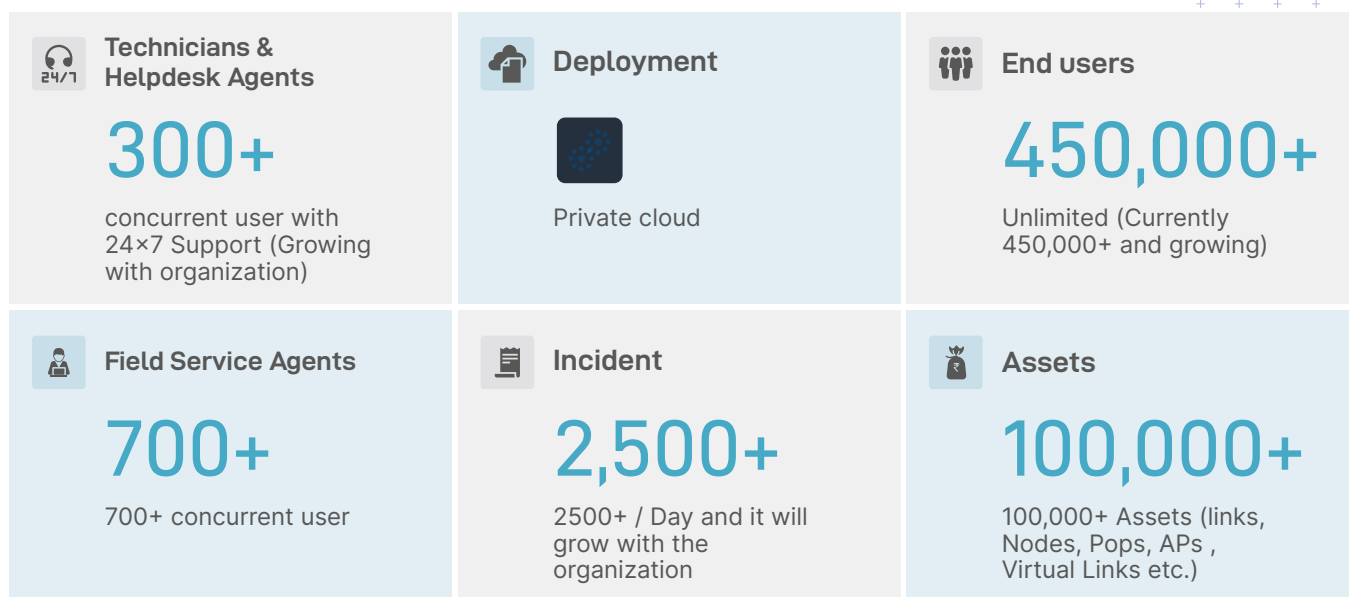 24/7
Technicians &
Helpdesk Agents
300+
concurrent user with
24×7 Support (Growing
with organization)
Deployment
Private cloud
End users
450,000+
Unlimited (Currently
450,000+ and growing)
Field Service Agents
700+
700+ concurrent user
Incident
2,500+
2500+ / Day and it will
grow with the
organization
₹
Assets
100,000+
100,000+ Assets (links,
Nodes, Pops, APs ,
Virtual Links etc.)